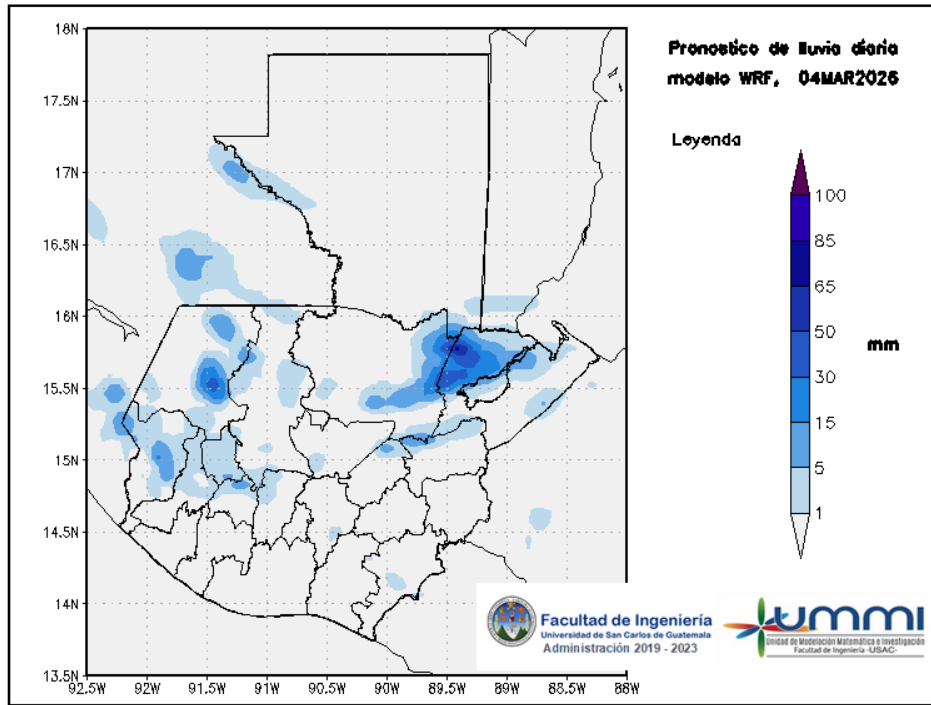 18N
17.5N
17N
16.5N
16N
15.5N
15N
14.5N
14N
13.5N
92.5W
92W
91.5W
91W
90.5W
90W
89.5W
89W
88.5W
88W
Pronostico de lluvia diaria
modelo WRF, 04MAR2026
Leyenda
100
85
65
50
30
15
5
1
mm
Facultad de Ingeniería
Universidad de San Carlos de Guatemala
Administración 2019 - 2023
UMMI
Unidad de Modelación Matemática e Investigación
Facultad de Ingeniería -USAC-